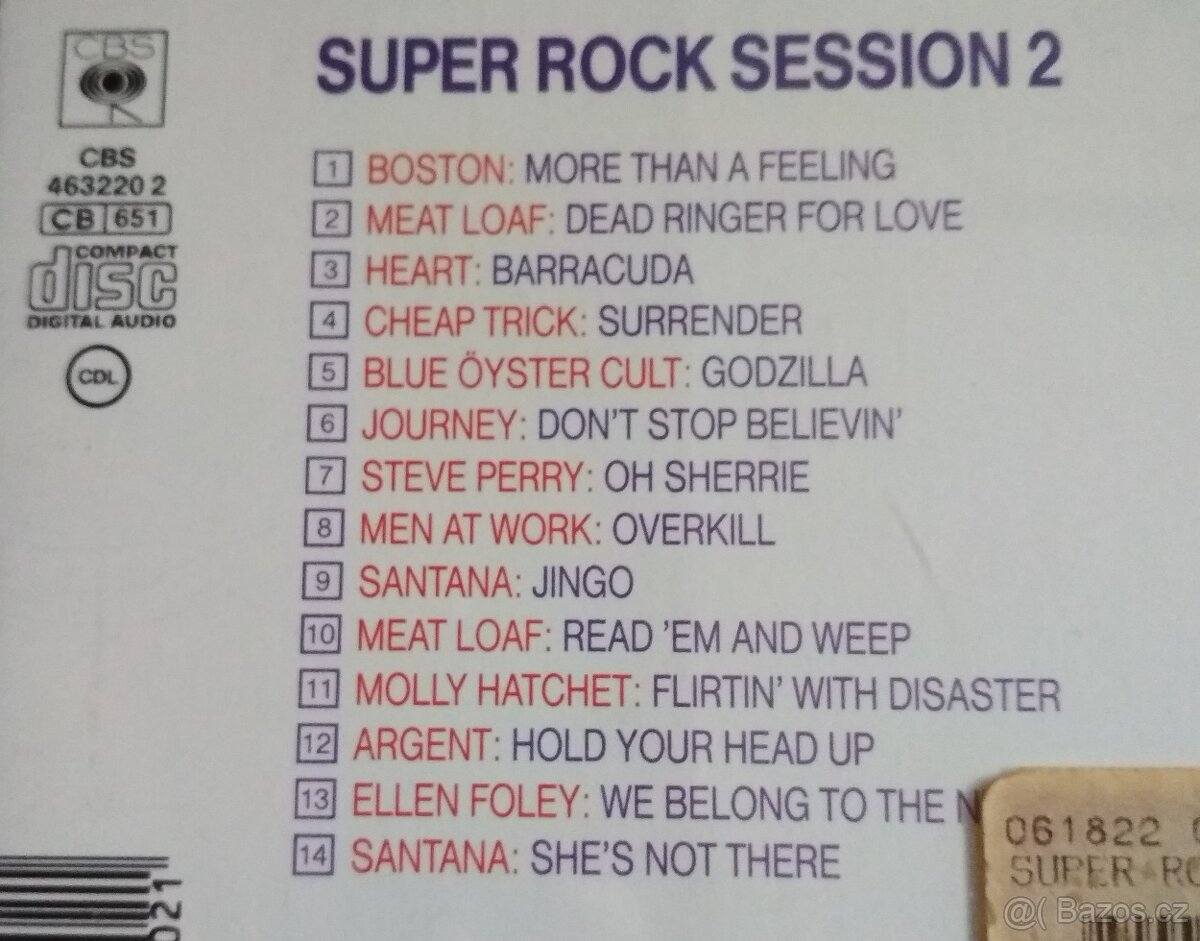 CBS
SUPER ROCK SESSION 2
CBS
463220 2
CB 651
COMPACT
disc
DIGITAL AUDIO
CDL
1 BOSTON: MORE THAN A FEELING
2 MEAT LOAF: DEAD RINGER FOR LOVE
3 HEART: BARRACUDA
4 CHEAP TRICK: SURRENDER
5 BLUE ÖYSTER CULT: GODZILLA
6 JOURNEY: DON'T STOP BELIEVIN'
7 STEVE PERRY: OH SHERRIE
8 MEN AT WORK: OVERKILL
9 SANTANA: JINGO
10 MEAT LOAF: READ 'EM AND WEEP
11 MOLLY HATCHET: FLIRTIN' WITH DISASTER
12 ARGENT: HOLD YOUR HEAD UP
13 ELLEN FOLEY: WE BELONG TO THE
14 SANTANA: SHE'S NOT THERE
021
061822
SUPER
@( Bazos.cz